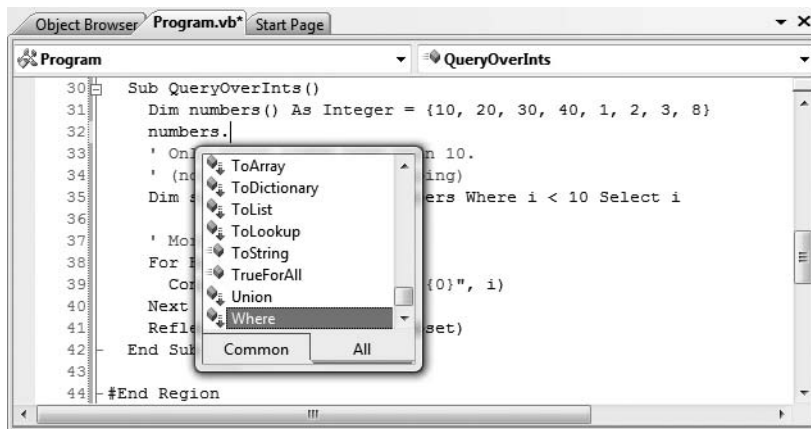 Object Browser Program.vb* Start Page
Program QueryOverInts
30 Sub QueryOverInts()
31 Dim numbers() As Integer = {10, 20, 30, 40, 1, 2, 3, 8}
32 numbers.
33 ' On n 10.
34 ' (no ing)
35 Dim s ers Where i < 10 Select i
36
37 ' Mo
38 For
39 Con {0}", i)
40 Next
41 Refle set)
42 End Sub
43
44 #End Region
ToArray
ToDictionary
ToList
ToLookup
ToString
TrueForAll
Union
Where
Common All